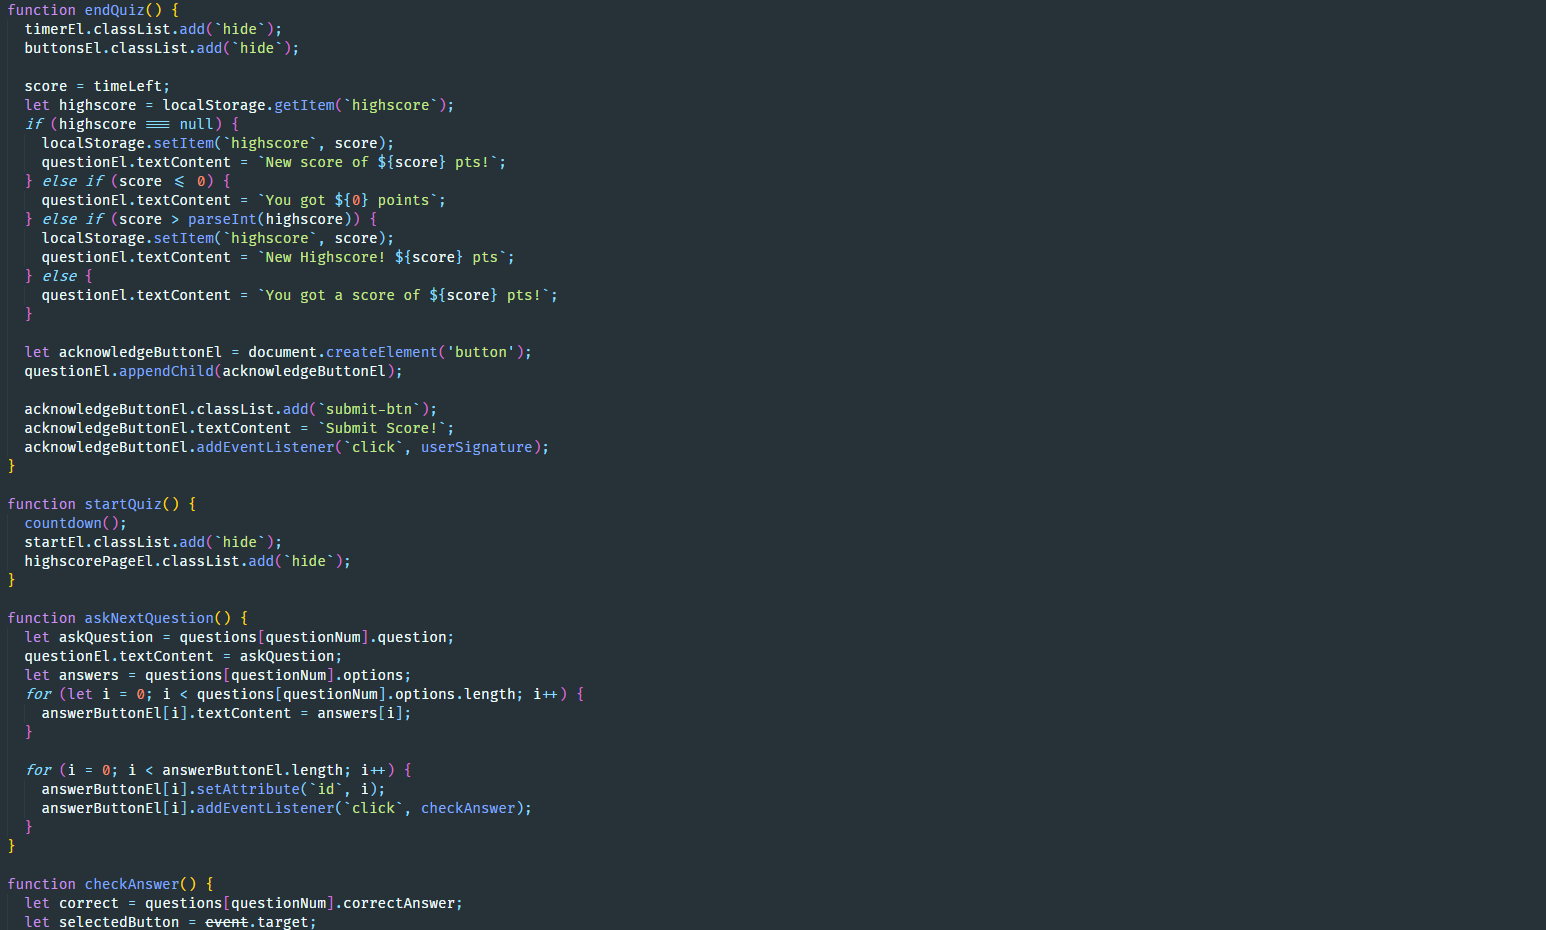 function endQuiz() {
  timerEl.classList.add(`hide`);
  buttonsEl.classList.add(`hide`);

  score = timeLeft;
  let highscore = localStorage.getItem(`highscore`);
  if (highscore === null) {
    localStorage.setItem(`highscore`, score);
    questionEl.textContent = `New score of ${score} pts!`;
  } else if (score <= 0) {
    questionEl.textContent = `You got ${0} points`;
  } else if (score > parseInt(highscore)) {
    localStorage.setItem(`highscore`, score);
    questionEl.textContent = `New Highscore! ${score} pts`;
  } else {
    questionEl.textContent = `You got a score of ${score} pts!`;
  }

  let acknowledgeButtonEl = document.createElement('button');
  questionEl.appendChild(acknowledgeButtonEl);

  acknowledgeButtonEl.classList.add(`submit-btn`);
  acknowledgeButtonEl.textContent = `Submit Score!`;
  acknowledgeButtonEl.addEventListener(`click`, userSignature);
}

function startQuiz() {
  countdown();
  startEl.classList.add(`hide`);
  highscorePageEl.classList.add(`hide`);
}

function askNextQuestion() {
  let askQuestion = questions[questionNum].question;
  questionEl.textContent = askQuestion;
  let answers = questions[questionNum].options;
  for (let i = 0; i < questions[questionNum].options.length; i++) {
    answerButtonEl[i].textContent = answers[i];
  }

  for (i = 0; i < answerButtonEl.length; i++) {
    answerButtonEl[i].setAttribute(`id`, i);
    answerButtonEl[i].addEventListener(`click`, checkAnswer);
  }
}

function checkAnswer() {
  let correct = questions[questionNum].correctAnswer;
  let selectedButton = event.target;